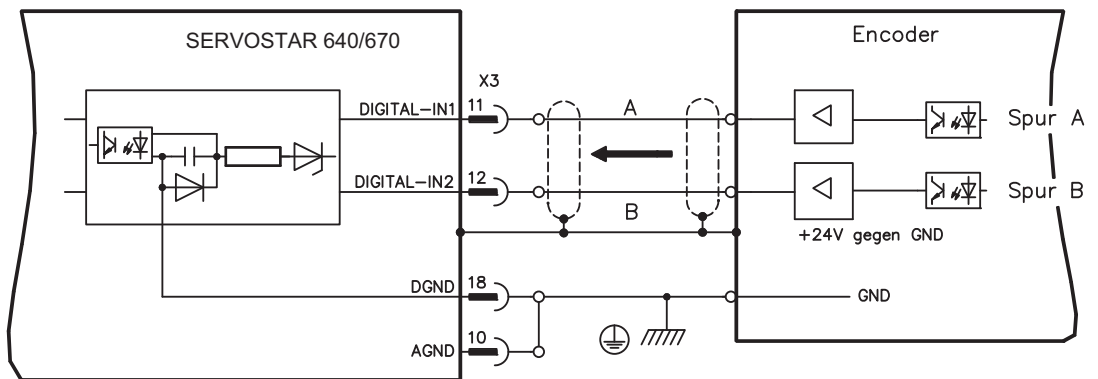 SERVOSTAR 640/670
Encoder
X3
DIGITAL-IN1
11
A
Spur A
DIGITAL-IN2
12
B
Spur B
+24V gegen GND
DGND
18
GND
AGND
10